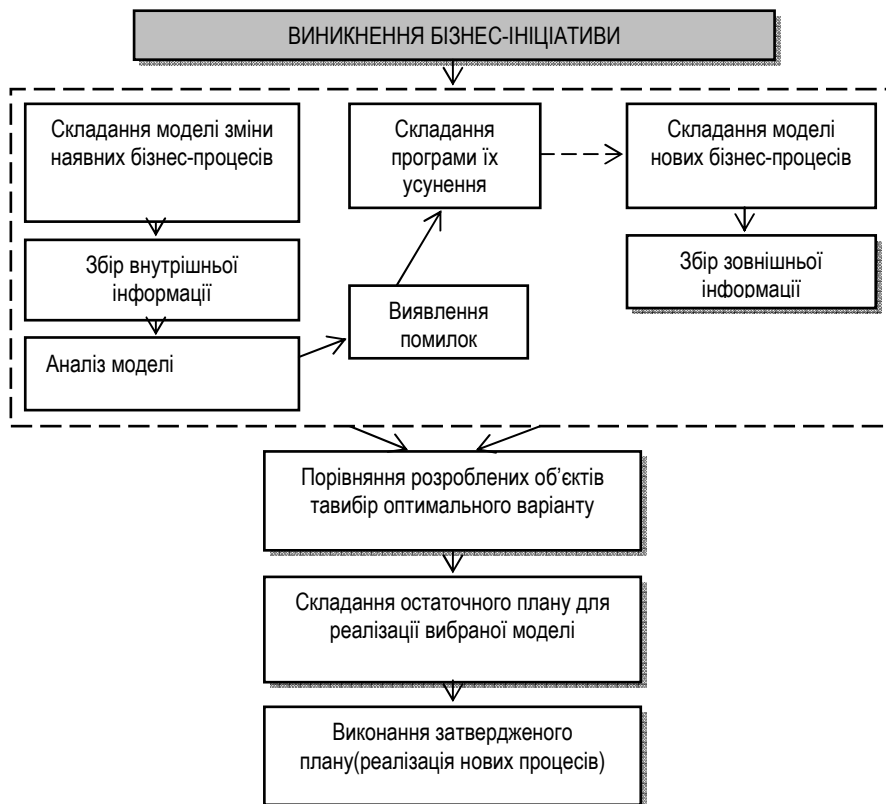 ВИНИКНЕННЯ БІЗНЕС-ІНІЦІАТИВИ
Складання моделі зміни
наявних бізнес-процесів
Збір внутрішньої
інформації
Аналіз моделі
Складання
програми їх
усунення
Виявлення
помилок
Складання моделі
нових бізнес-процесів
Збір зовнішньої
інформації
Порівняння розроблених об’єктів
тавибір оптимального варіанту
Складання остаточного плану для
реалізації вибраної моделі
Виконання затвердженого
плану(реалізація нових процесів)